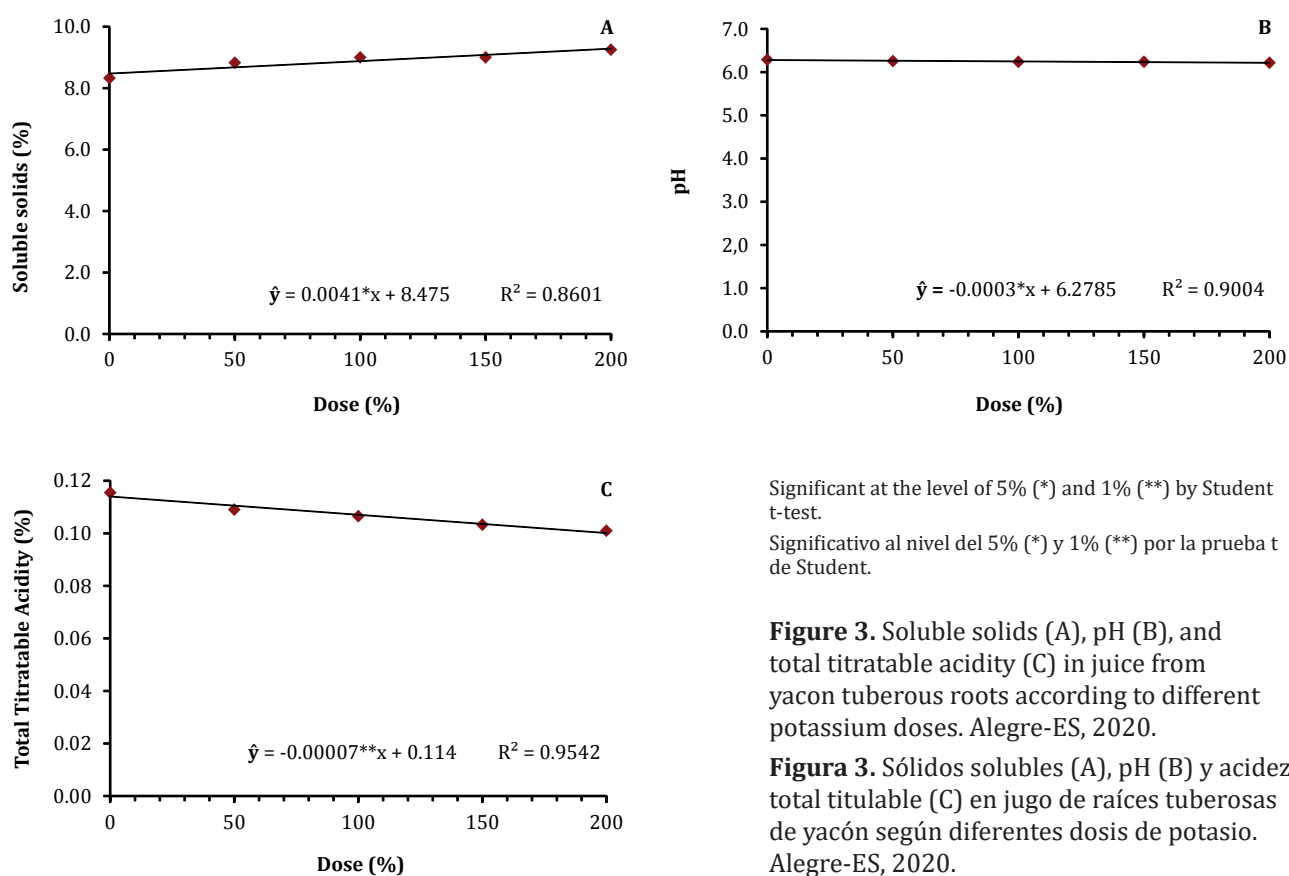 10.0
8.0
6.0
4.0
2.0
0.0
0 50 100 150 200
Soluble solids (%)
Dose (%)
A
ŷ = 0.0041*x + 8.475 R² = 0.8601
7.0
6.0
5.0
4.0
3.0
2,0
1.0
0.0
0 50 100 150 200
pH
Dose (%)
B
ŷ = -0.0003*x + 6.2785 R² = 0.9004
0.12
0.10
0.08
0.06
0.04
0.02
0.00
0 50 100 150 200
Total Titratable Acidity (%)
Dose (%)
C
ŷ = -0.00007**x + 0.114 R² = 0.9542
Significant at the level of 5% (*) and 1% (**) by Student
t-test.
Significativo al nivel del 5% (*) y 1% (**) por la prueba t
de Student.
Figure 3. Soluble solids (A), pH (B), and
total titratable acidity (C) in juice from
yacon tuberous roots according to different
potassium doses. Alegre-ES, 2020.
Figura 3. Sólidos solubles (A), pH (B) y acidez
total titulable (C) en jugo de raíces tuberosas
de yacón según diferentes dosis de potasio.
Alegre-ES, 2020.